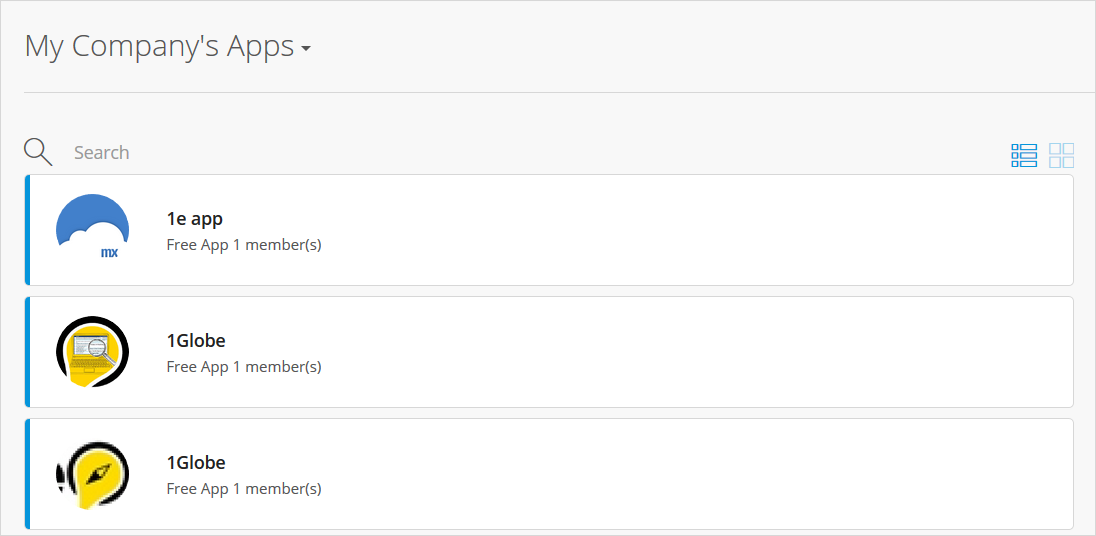 My Company's Apps
Search
mx
1e app
Free App 1 member(s)
1Globe
Free App 1 member(s)
1Globe
Free App 1 member(s)